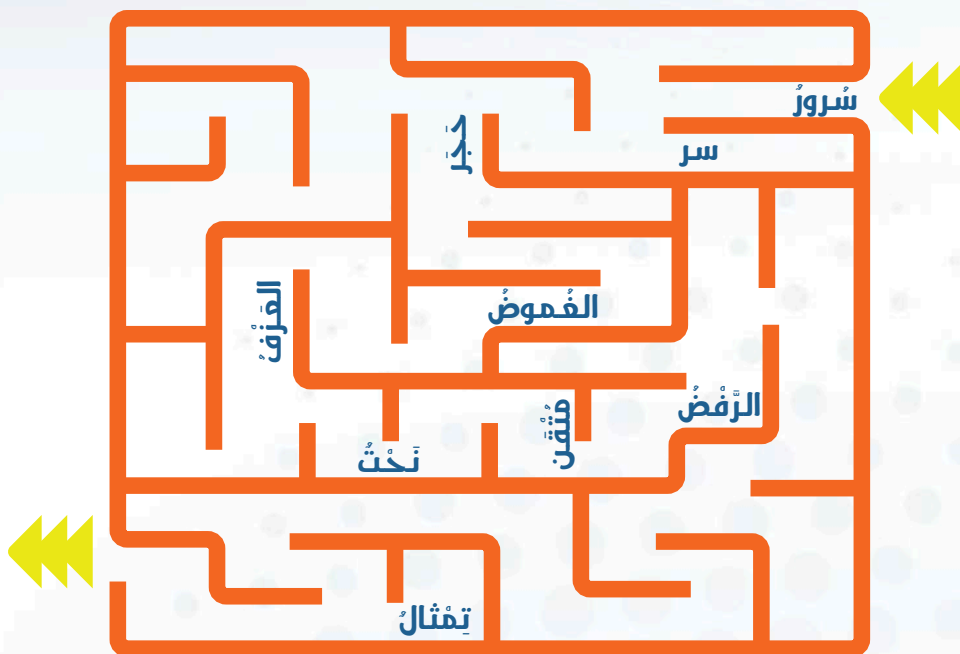 سُرورُ
سر
حَجَر
الغُموضُ
العَزْفُ
الرَّفْضُ
مُتْقَن
نَحْتُ
تِمْثالُ